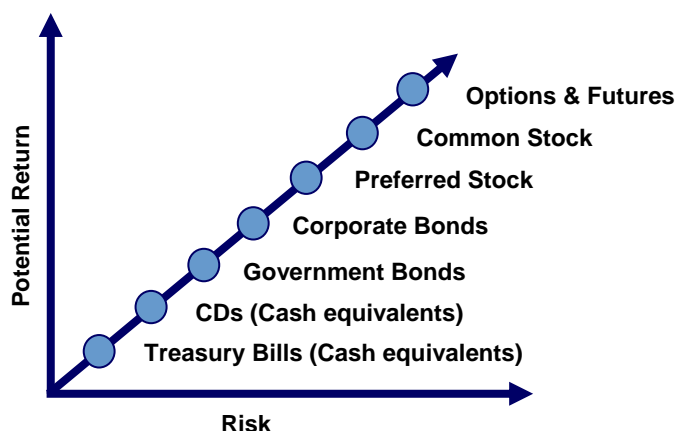 Potential Return
Options & Futures
Common Stock
Preferred Stock
Corporate Bonds
Government Bonds
CDs (Cash equivalents)
Treasury Bills (Cash equivalents)
Risk